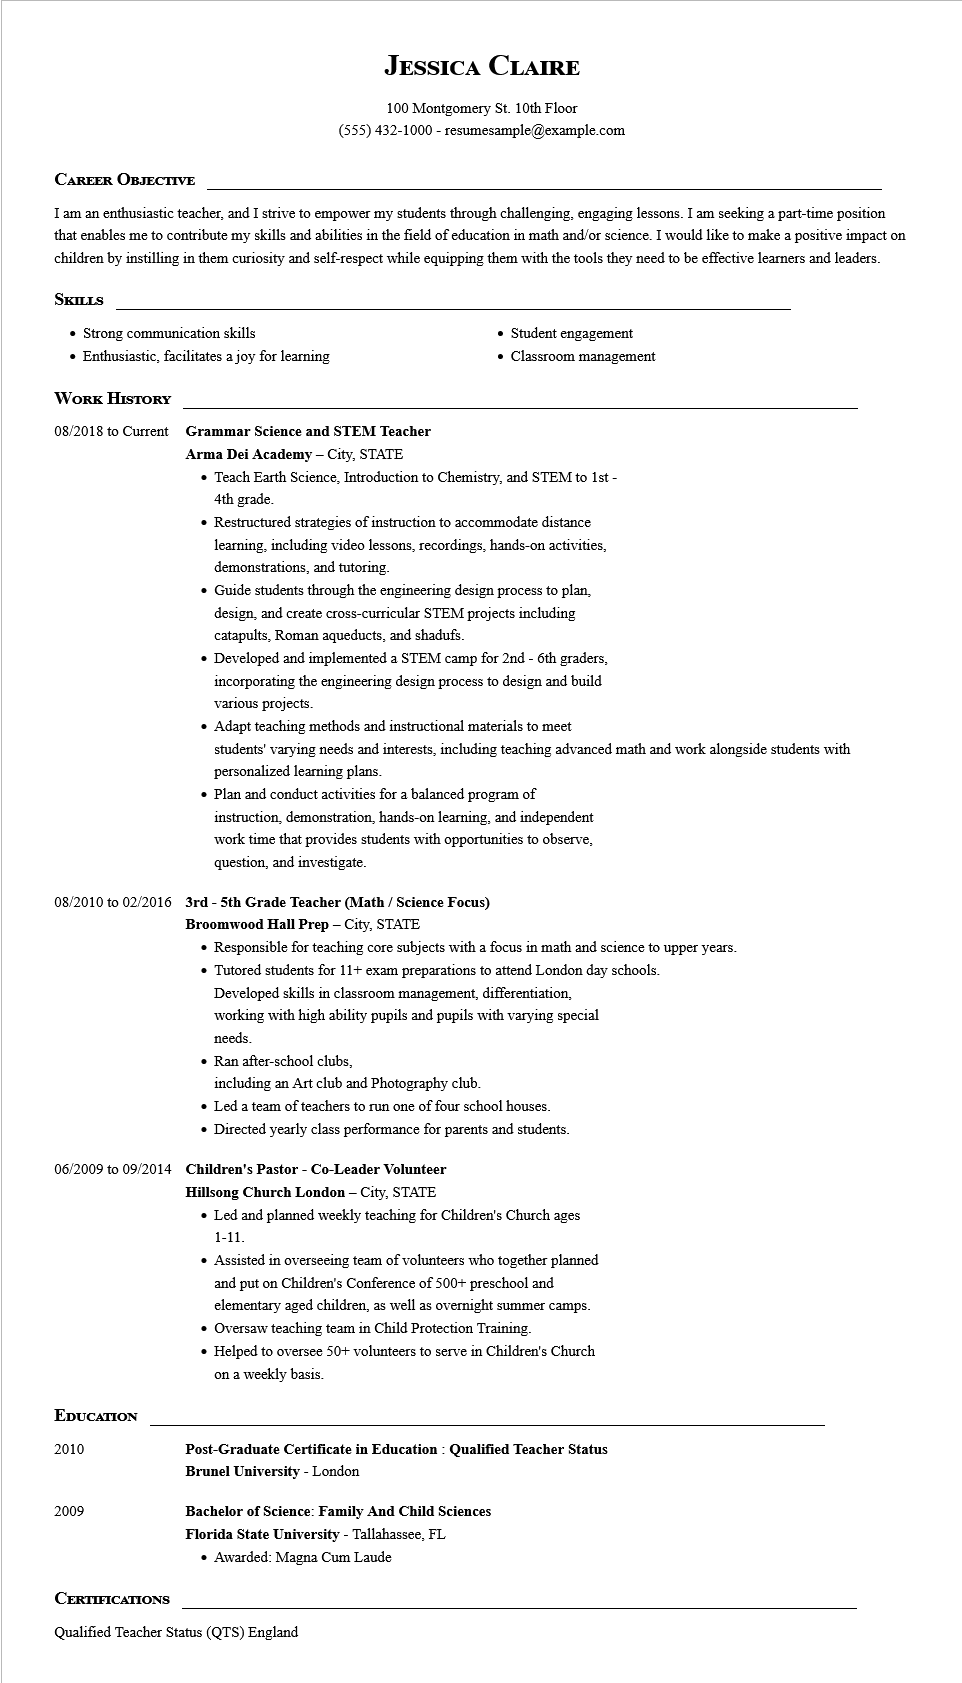 Jessica Claire
100 Montgomery St. 10th Floor
(555) 432-1000 - resumesample@example.com
Career Objective
I am an enthusiastic teacher, and I strive to empower my students through challenging, engaging lessons. I am seeking a part-time position
that enables me to contribute my skills and abilities in the field of education in math and/or science. I would like to make a positive impact on
children by instilling in them curiosity and self-respect while equipping them with the tools they need to be effective learners and leaders.
Skills
• Strong communication skills
• Enthusiastic, facilitates a joy for learning
• Student engagement
• Classroom management
Work History
08/2018 to Current Grammar Science and STEM Teacher
Arma Dei Academy – City, STATE
• Teach Earth Science, Introduction to Chemistry, and STEM to 1st -
4th grade.
• Restructured strategies of instruction to accommodate distance
learning, including video lessons, recordings, hands-on activities,
demonstrations, and tutoring.
• Guide students through the engineering design process to plan,
design, and create cross-curricular STEM projects including
catapults, Roman aqueducts, and shadufs.
• Developed and implemented a STEM camp for 2nd - 6th graders,
incorporating the engineering design process to design and build
various projects.
• Adapt teaching methods and instructional materials to meet
students' varying needs and interests, including teaching advanced math and work alongside students with
personalized learning plans.
• Plan and conduct activities for a balanced program of
instruction, demonstration, hands-on learning, and independent
work time that provides students with opportunities to observe,
question, and investigate.
08/2010 to 02/2016 3rd - 5th Grade Teacher (Math / Science Focus)
Broomwood Hall Prep – City, STATE
• Responsible for teaching core subjects with a focus in math and science to upper years.
• Tutored students for 11+ exam preparations to attend London day schools.
Developed skills in classroom management, differentiation,
working with high ability pupils and pupils with varying special
needs.
• Ran after-school clubs,
including an Art club and Photography club.
• Led a team of teachers to run one of four school houses.
• Directed yearly class performance for parents and students.
06/2009 to 09/2014 Children's Pastor - Co-Leader Volunteer
Hillsong Church London – City, STATE
• Led and planned weekly teaching for Children's Church ages
1-11.
• Assisted in overseeing team of volunteers who together planned
and put on Children's Conference of 500+ preschool and
elementary aged children, as well as overnight summer camps.
• Oversaw teaching team in Child Protection Training.
• Helped to oversee 50+ volunteers to serve in Children's Church
on a weekly basis.
Education
2010 Post-Graduate Certificate in Education : Qualified Teacher Status
Brunel University - London
2009 Bachelor of Science: Family And Child Sciences
Florida State University - Tallahassee, FL
• Awarded: Magna Cum Laude
Certifications
Qualified Teacher Status (QTS) England